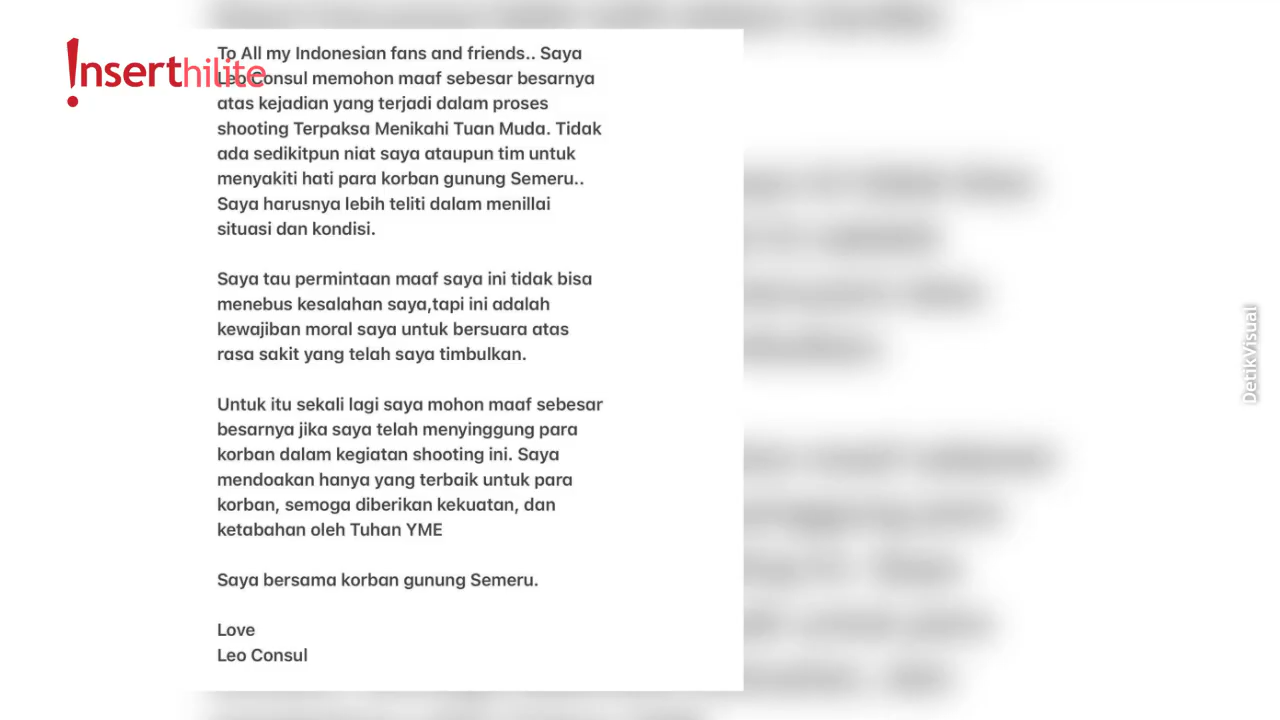 Inserthilite
To All my Indonesian fans and friends.. Saya
Leo Consul memohon maaf sebesar besarnya
atas kejadian yang terjadi dalam proses
shooting Terpaksa Menikahi Tuan Muda. Tidak
ada sedikitpun niat saya ataupun tim untuk
menyakiti hati para korban gunung Semeru..
Saya harusnya lebih teliti dalam menillai
situasi dan kondisi.
Saya tau permintaan maaf saya ini tidak bisa
menebus kesalahan saya,tapi ini adalah
kewajiban moral saya untuk bersuara atas
rasa sakit yang telah saya timbulkan.
Untuk itu sekali lagi saya mohon maaf sebesar
besarnya jika saya telah menyinggung para
korban dalam kegiatan shooting ini. Saya
mendoakan hanya yang terbaik untuk para
korban, semoga diberikan kekuatan, dan
ketabahan oleh Tuhan YME
Saya bersama korban gunung Semeru.
Love
Leo Consul
DetikVisual